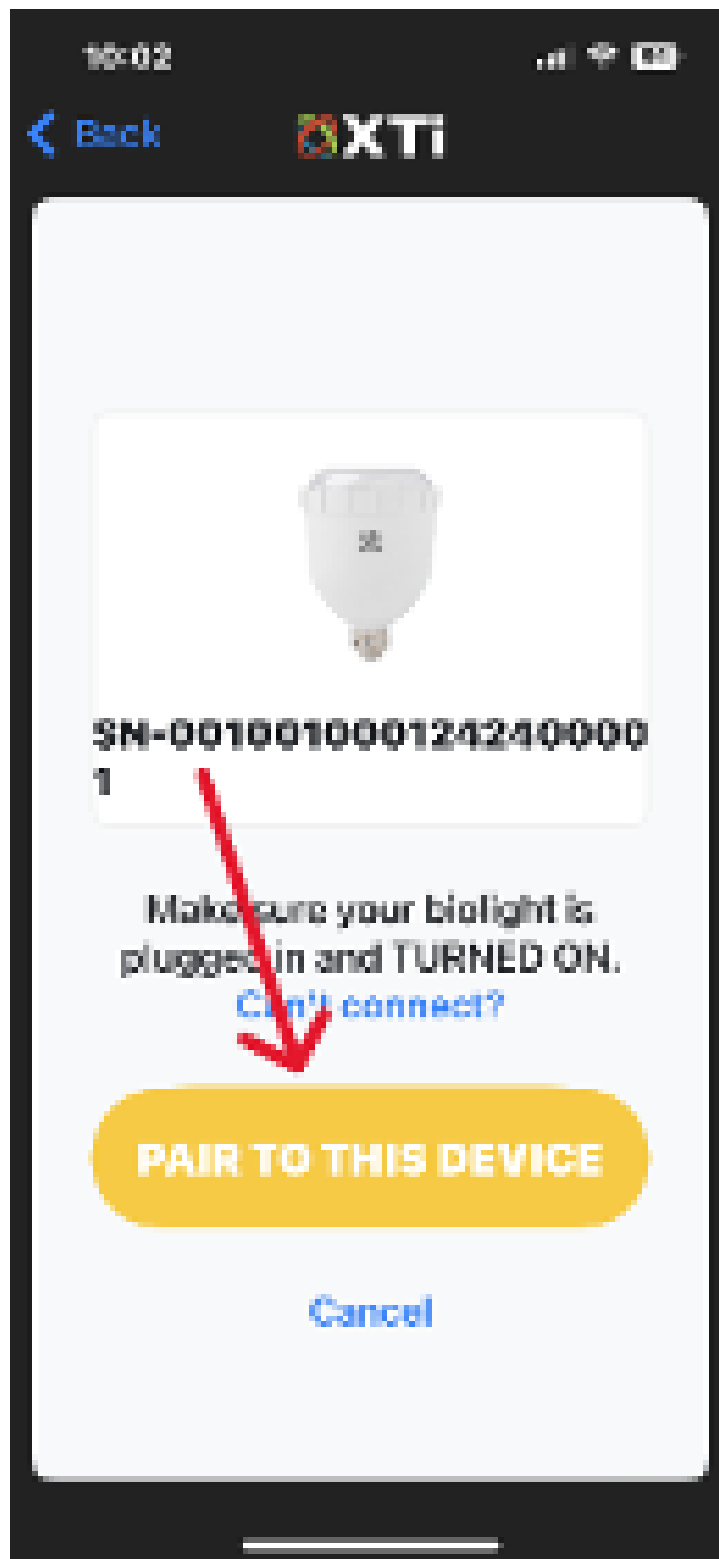 10:02
Back
XTi
SN-001001000124240000
1
Make sure your biolight is
plugged in and TURNED ON.
Can't connect?
PAIR TO THIS DEVICE
Cancel